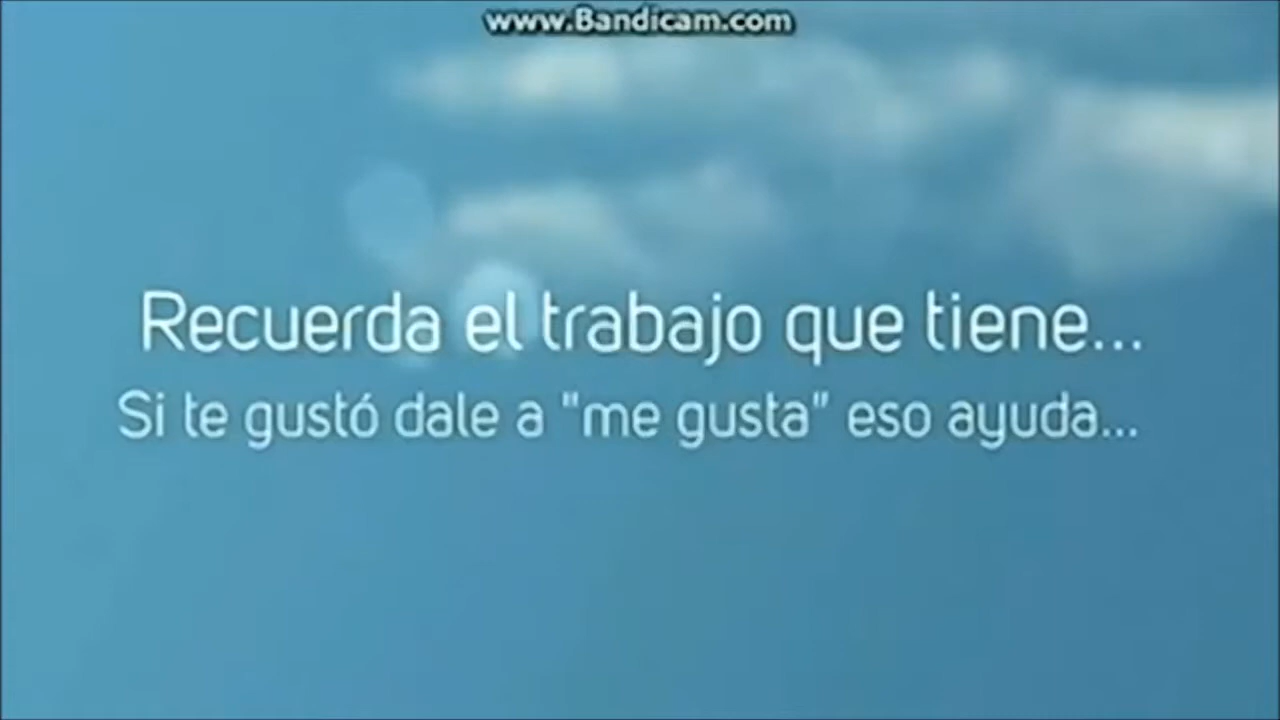 www.Bandicam.com
Recuerda el trabajo que tiene...
Si te gustó dale a "me gusta" eso ayuda...